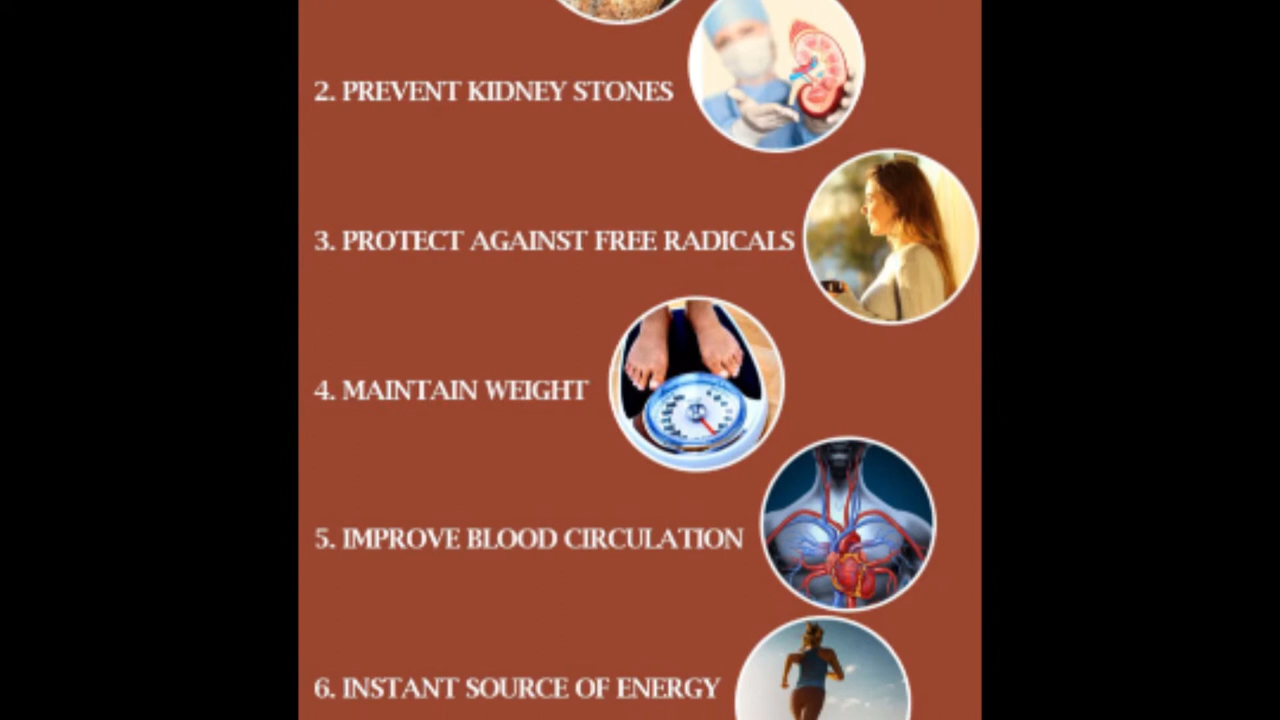 2. PREVENT KIDNEY STONES
3. PROTECT AGAINST FREE RADICALS
4. MAINTAIN WEIGHT
5. IMPROVE BLOOD CIRCULATION
6. INSTANT SOURCE OF ENERGY